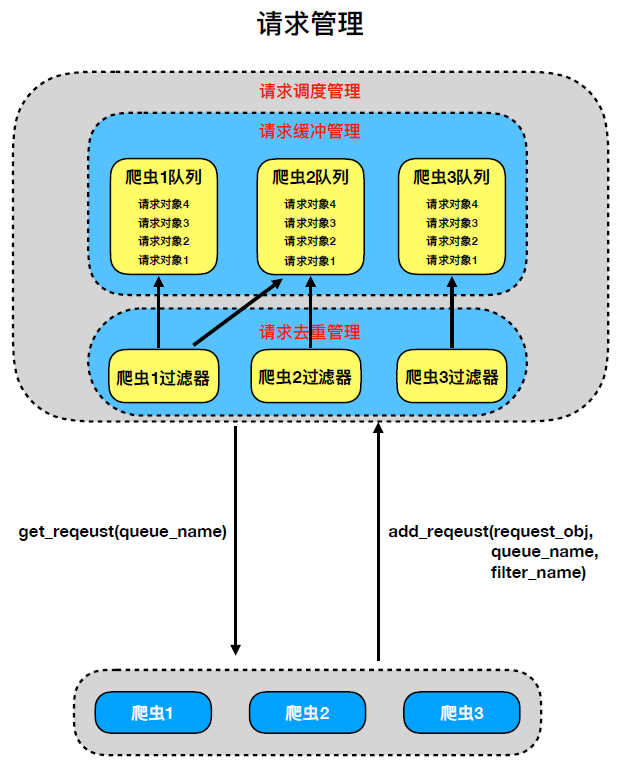 请求管理
请求调度管理
请求缓冲管理
爬虫1队列
请求对象4
请求对象3
请求对象2
请求对象1
爬虫2队列
请求对象4
请求对象3
请求对象2
请求对象1
爬虫3队列
请求对象4
请求对象3
请求对象2
请求对象1
请求去重管理
爬虫1过滤器
爬虫2过滤器
爬虫3过滤器
get_reqeust(queue_name)
add_reqeust(request_obj,
queue_name,
filter_name)
爬虫1
爬虫2
爬虫3